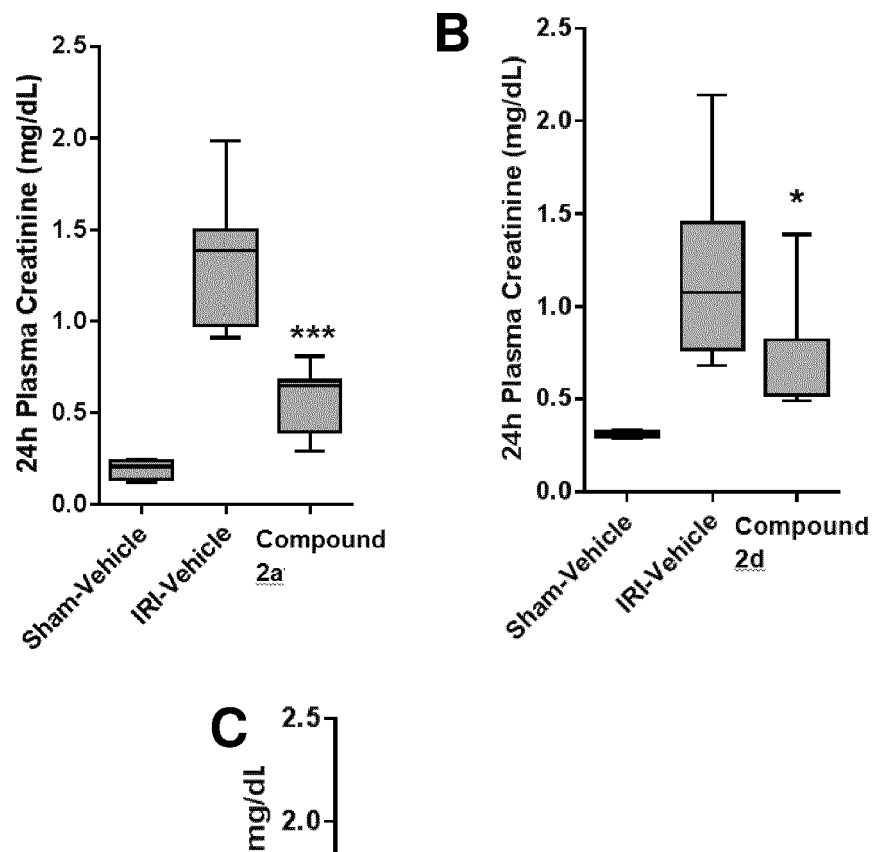 24h Plasma Creatinine (mg/dL)
2.5
2.0
1.5
1.0
0.5
0.0
***
Sham-Vehicle
IRI-Vehicle
Compound
2a
B
24h Plasma Creatinine (mg/dL)
2.5
2.0
1.5
1.0
0.5
0.0
*
Sham-Vehicle
IRI-Vehicle
Compound
2d
C
mg/dL
2.5
2.0